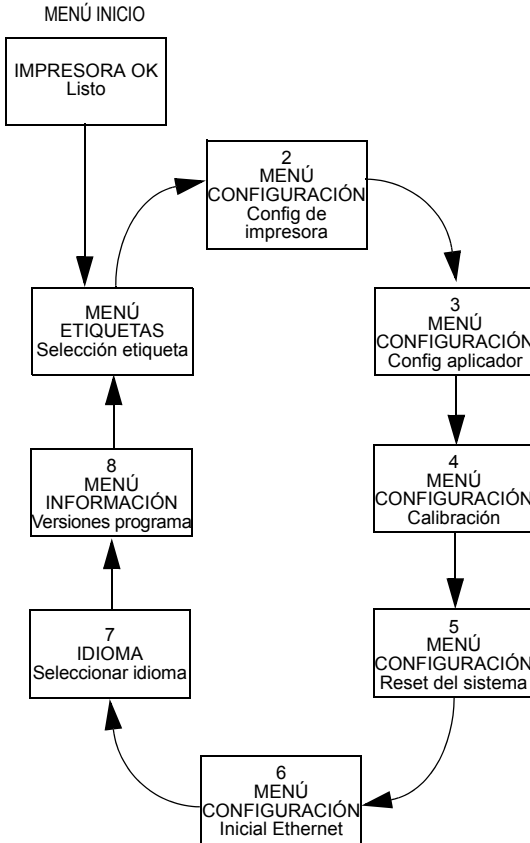 MENÚ INICIO
IMPRESORA OK
Listo
2
MENÚ
CONFIGURACIÓN
Config de
impresora
MENÚ
ETIQUETAS
Selección etiqueta
3
MENÚ
CONFIGURACIÓN
Config aplicador
8
MENÚ
INFORMACIÓN
Versiones programa
4
MENÚ
CONFIGURACIÓN
Calibración
7
IDIOMA
Seleccionar idioma
5
MENÚ
CONFIGURACIÓN
Reset del sistema
6
MENÚ
CONFIGURACIÓN
Inicial Ethernet